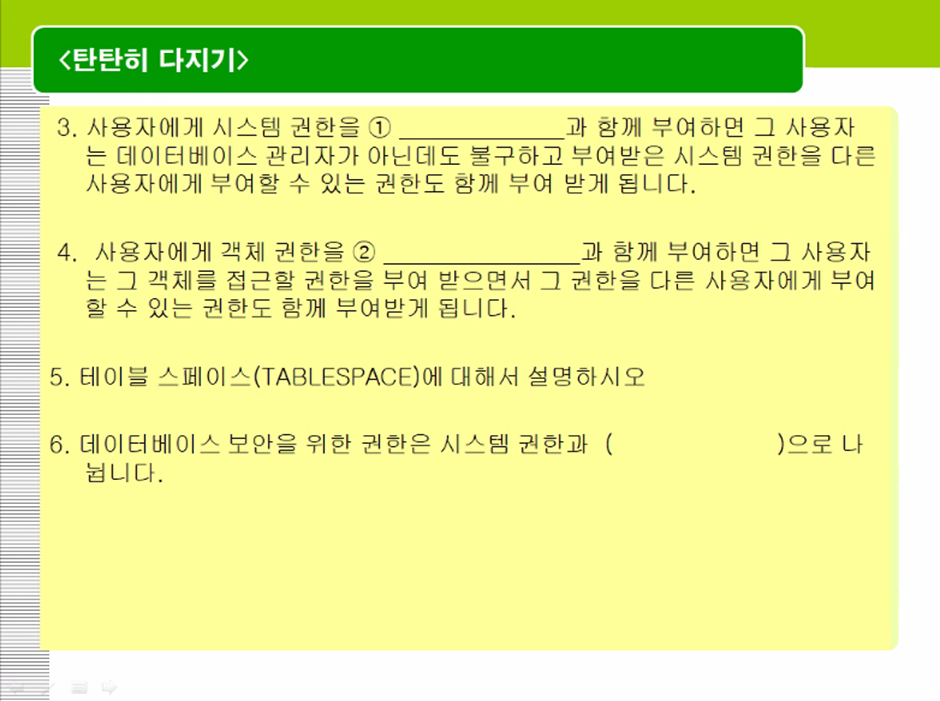 <탄탄히 다지기>
3. 사용자에게 시스템 권한을 ① ____________과 함께 부여하면 그 사용자
는 데이터베이스 관리자가 아닌데도 불구하고 부여받은 시스템 권한을 다른
사용자에게 부여할 수 있는 권한도 함께 부여 받게 됩니다.
4. 사용자에게 객체 권한을 ② ______________과 함께 부여하면 그 사용자
는 그 객체를 접근할 권한을 부여 받으면서 그 권한을 다른 사용자에게 부여
할 수 있는 권한도 함께 부여받게 됩니다.
5. 테이블 스페이스(TABLESPACE)에 대해서 설명하시오
6. 데이터베이스 보안을 위한 권한은 시스템 권한과 ( )으로 나
뉩니다.